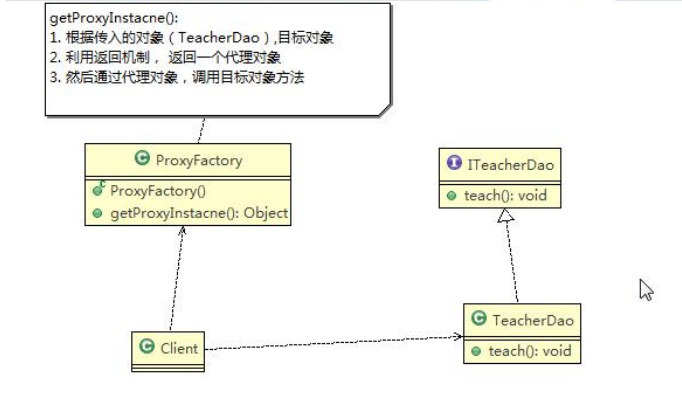 getProxyInstacne():
1. 根据传入的对象（TeacherDao）,目标对象
2. 利用返回机制， 返回一个代理对象
3. 然后通过代理对象，调用目标对象方法
C ProxyFactory
ProxyFactory()
getProxyInstacne(): Object
I ITeacherDao
teach(): void
C Client
C TeacherDao
teach(): void